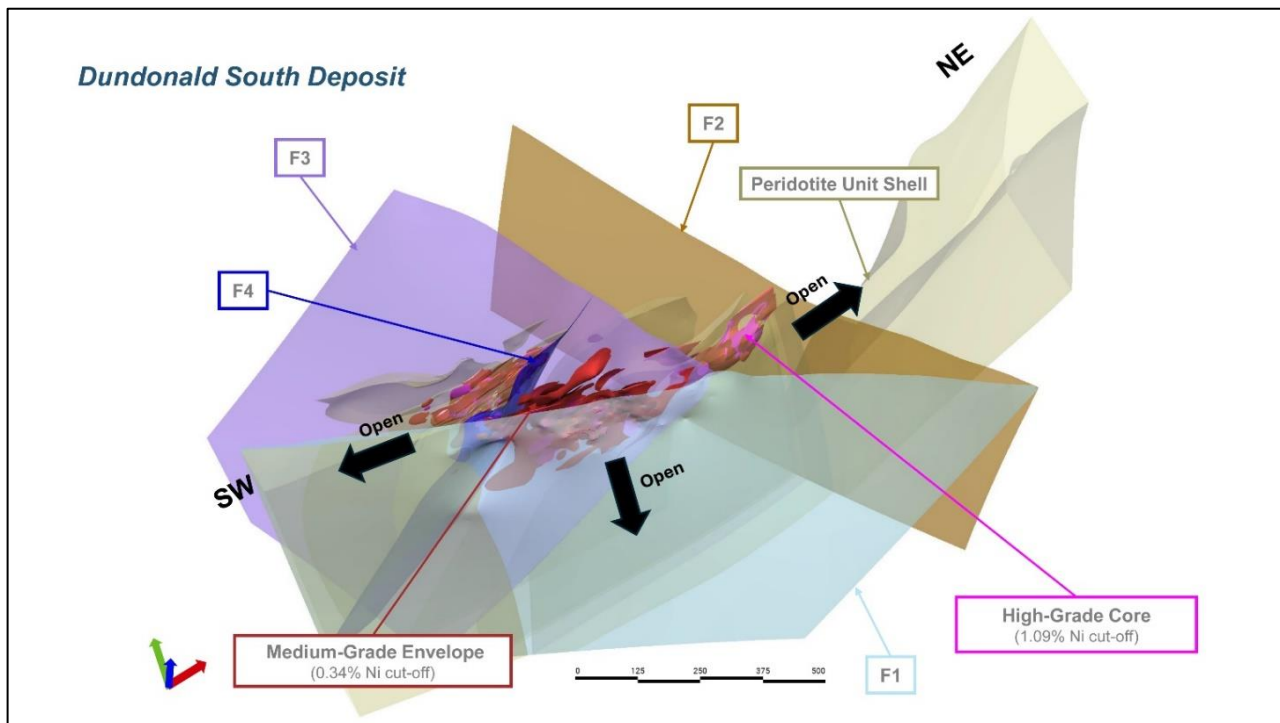 Dundonald South Deposit
NE
F2
F3
Peridotite Unit Shell
F4
Open
Open
SW
Open
High-Grade Core
(1.09% Ni cut-off)
Medium-Grade Envelope
(0.34% Ni cut-off)
0 125 250 375 500
F1